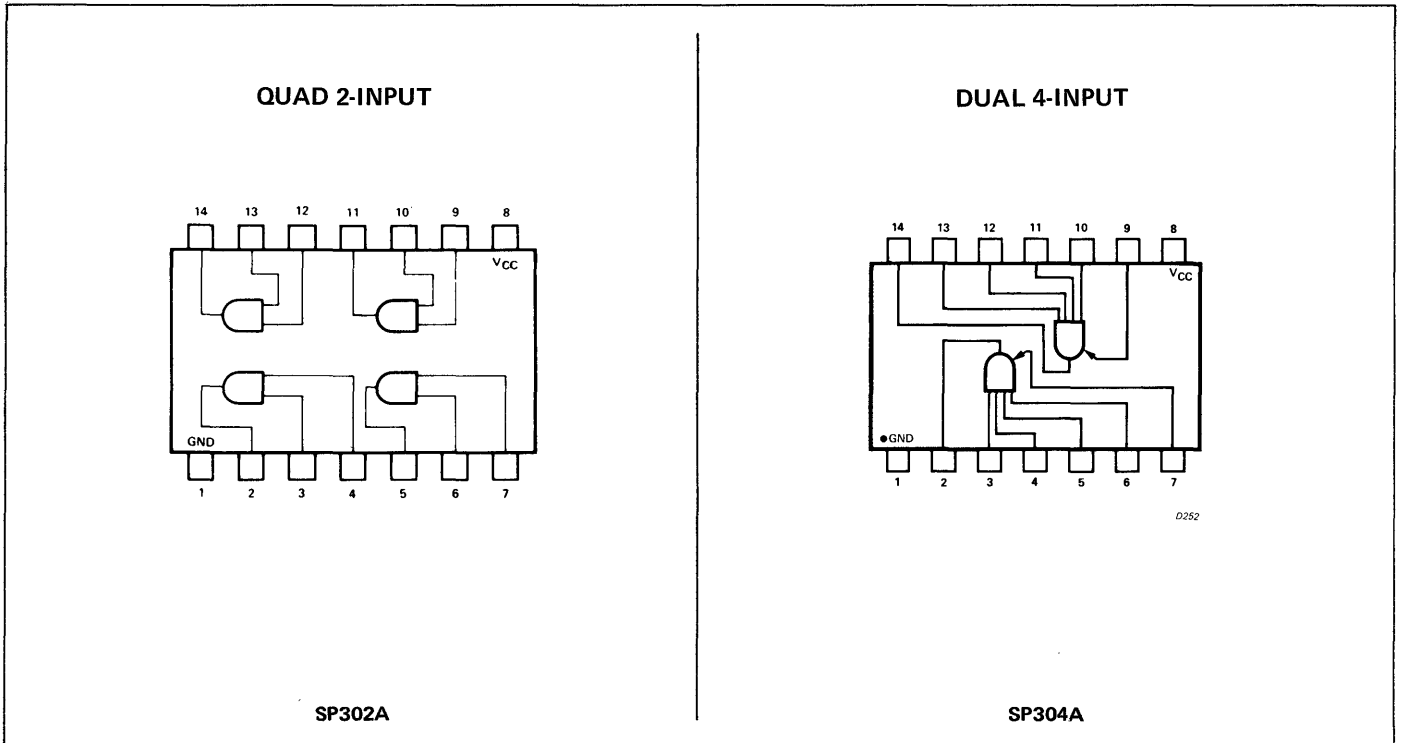 QUAD 2-INPUT
14 13 12 11 10 9 8
VCC
GND
1 2 3 4 5 6 7
SP302A
DUAL 4-INPUT
14 13 12 11 10 9 8
VCC
GND
1 2 3 4 5 6 7
D252
SP304A